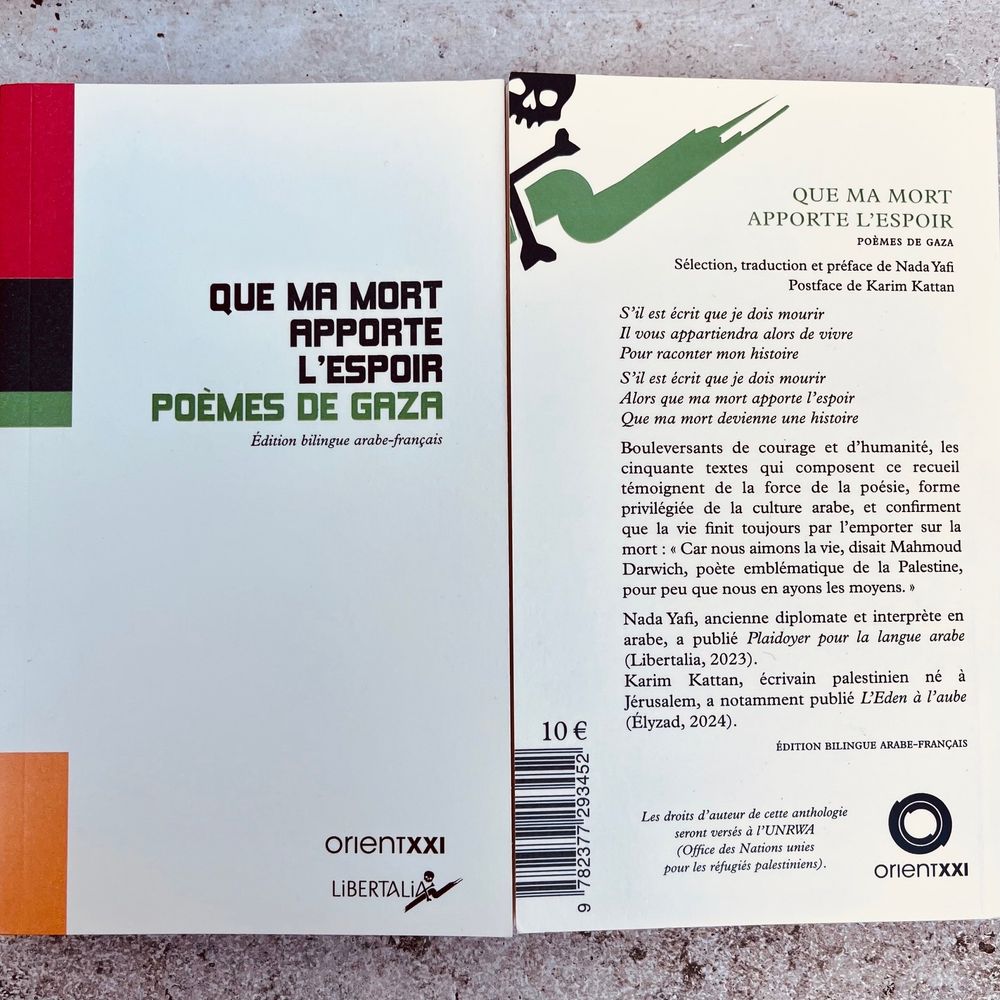 QUE MA MORT
APPORTE
L'ESPOIR
POÈMES DE GAZA
Édition bilingue arabe-français
orientXXI
LiBERTALiA
QUE MA MORT
APPORTE L'ESPOIR
POÈMES DE GAZA
Sélection, traduction et préface de Nada Yafi
Postface de Karim Kattan
S'il est écrit que je dois mourir
Il vous appartiendra alors de vivre
Pour raconter mon histoire
S'il est écrit que je dois mourir
Alors que ma mort apporte l'espoir
Que ma mort devienne une histoire
Bouleversants de courage et d'humanité, les
cinquante textes qui composent ce recueil
témoignent de la force de la poésie, forme
privilégiée de la culture arabe, et confirment
que la vie finit toujours par l'emporter sur la
mort : « Car nous aimons la vie, disait Mahmoud
Darwich, poète emblématique de la Palestine,
pour peu que nous en ayons les moyens. »
Nada Yafi, ancienne diplomate et interprète en
arabe, a publié Plaidoyer pour la langue arabe
(Libertalia, 2023).
Karim Kattan, écrivain palestinien né à
Jérusalem, a notamment publié L'Eden à l'aube
(Élyzad, 2024).
ÉDITION BILINGUE ARABE-FRANÇAIS
10 €
9 782377 293452
Les droits d'auteur de cette anthologie
seront versés à l'UNRWA
(Office des Nations unies
pour les réfugiés palestiniens).
orientXXI